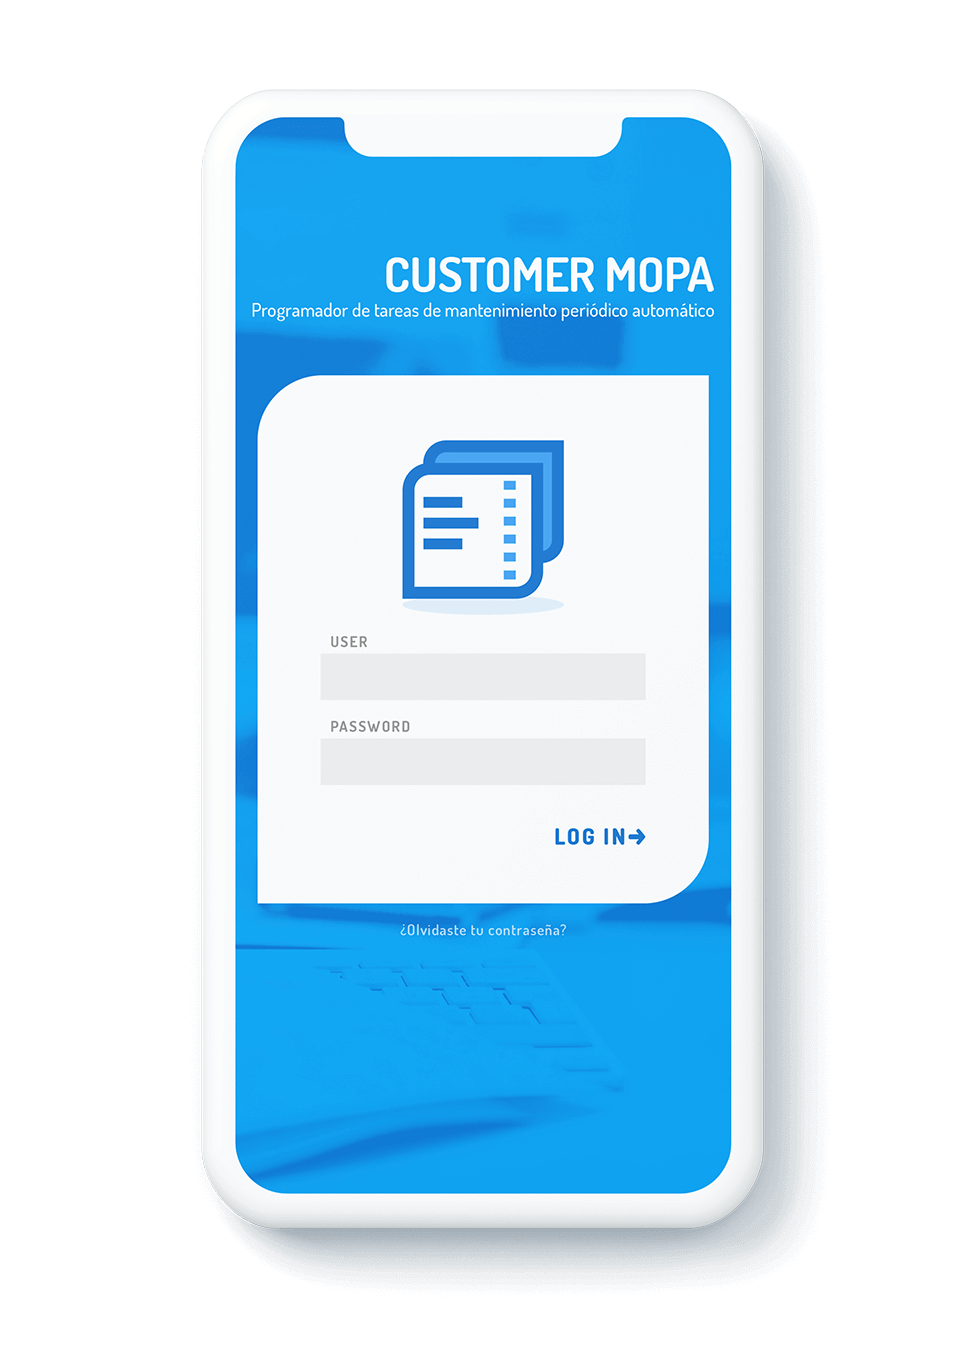 CUSTOMER MOPA
Programador de tareas de mantenimiento periódico automático
USER
PASSWORD
LOG IN→
¿Olvidaste tu contraseña?